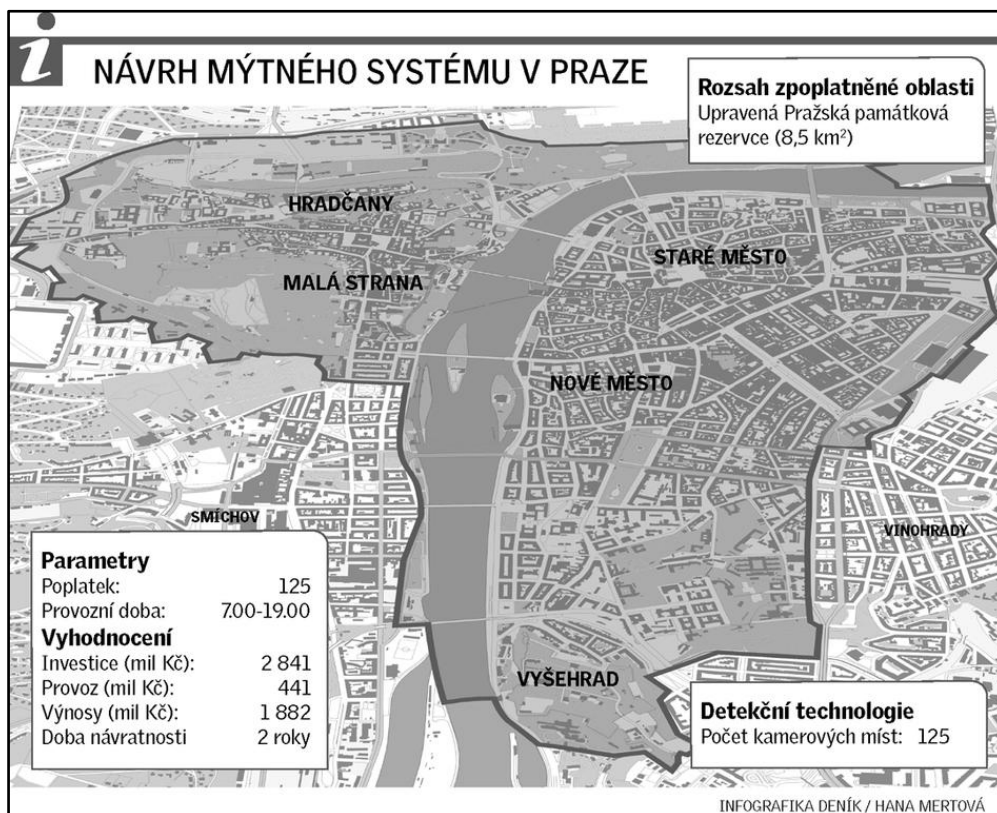 i
NÁVRH MÝTNÉHO SYSTÉMU V PRAZE
Rozsah zpoplatněné oblasti
Upravená Pražská památková
rezervce (8,5 km²)
HRADČANY
STARÉ MĚSTO
MALÁ STRANA
NOVÉ MĚSTO
SMÍCHOV
VINOHRADY
VYŠEHRAD
Parametry
Poplatek: 125
Provozní doba: 7.00-19.00
Vyhodnocení
Investice (mil Kč): 2 841
Provoz (mil Kč): 441
Výnosy (mil Kč): 1 882
Doba návratnosti 2 roky
Detekční technologie
Počet kamerových míst: 125
INFOGRAFIKA DENÍK / HANA MERTOVÁ